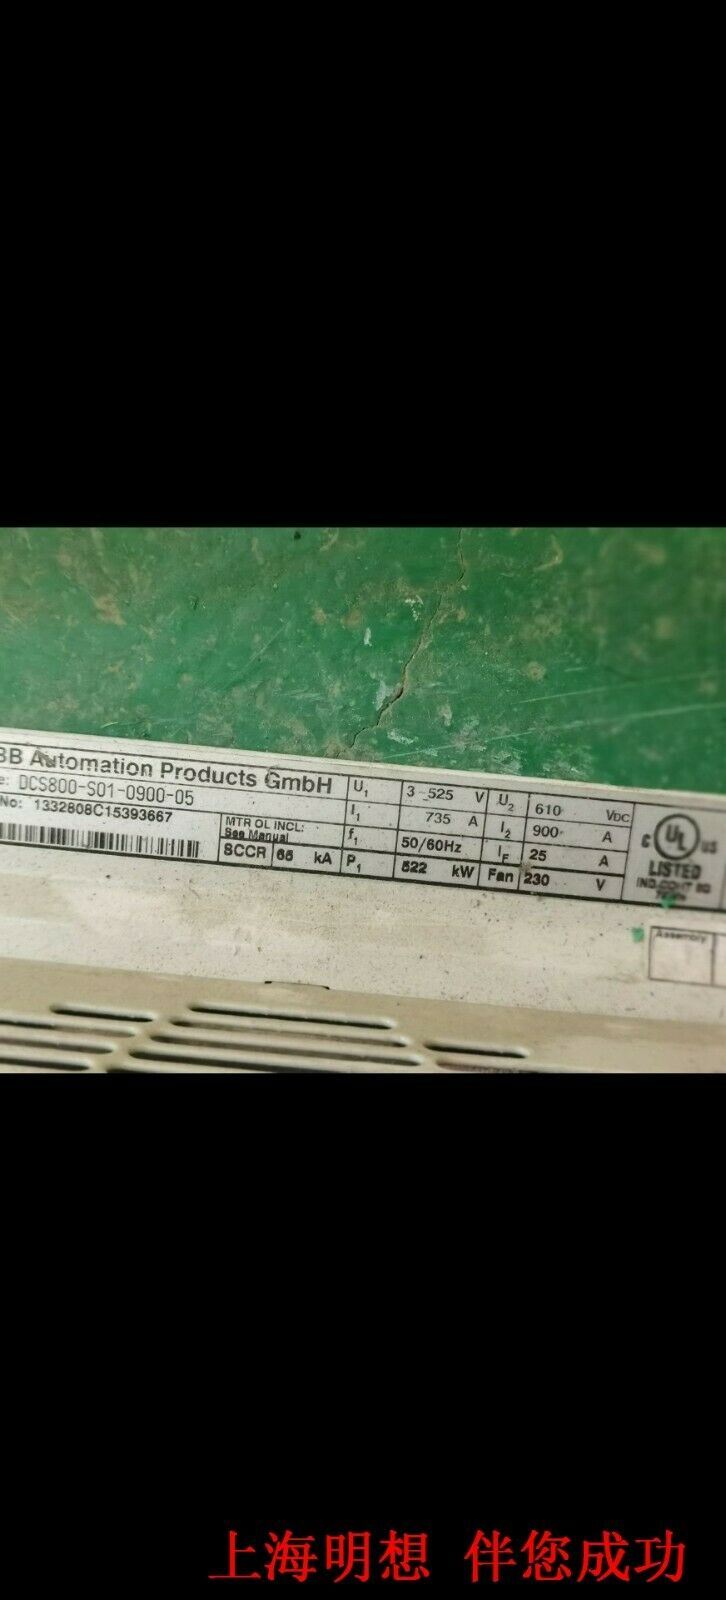 BB Automation Products GmbH
e: DCS800-S01-0900-05
No: 1332808C15393667
MTR OL INCL:
See Manual
SCCR 65 kA
U1 3 ~525 V U2 610 VDC
I1 735 A I2 900 A
f1 50/60Hz IF 25 A
P1 522 kW Fan 230 V
C UL US
LISTED
Assembly
上海明想 伴您成功